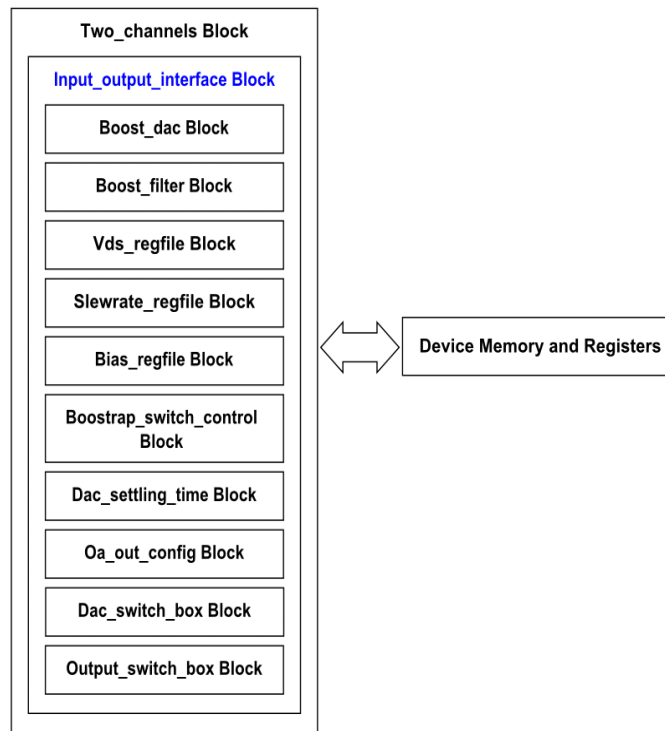 Two_channels Block
Input_output_interface Block
Boost_dac Block
Boost_filter Block
Vds_regfile Block
Slewrate_regfile Block
Bias_regfile Block
Boostrap_switch_control
Block
Dac_settling_time Block
Oa_out_config Block
Dac_switch_box Block
Output_switch_box Block
Device Memory and Registers